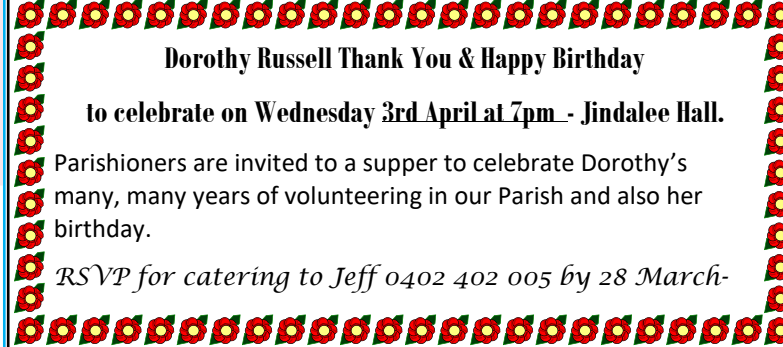 Dorothy Russell Thank You & Happy Birthday
to celebrate on Wednesday 3rd April at 7pm - Jindalee Hall.
Parishioners are invited to a supper to celebrate Dorothy’s
many, many years of volunteering in our Parish and also her
birthday.
RSVP for catering to Jeff 0402 402 005 by 28 March-